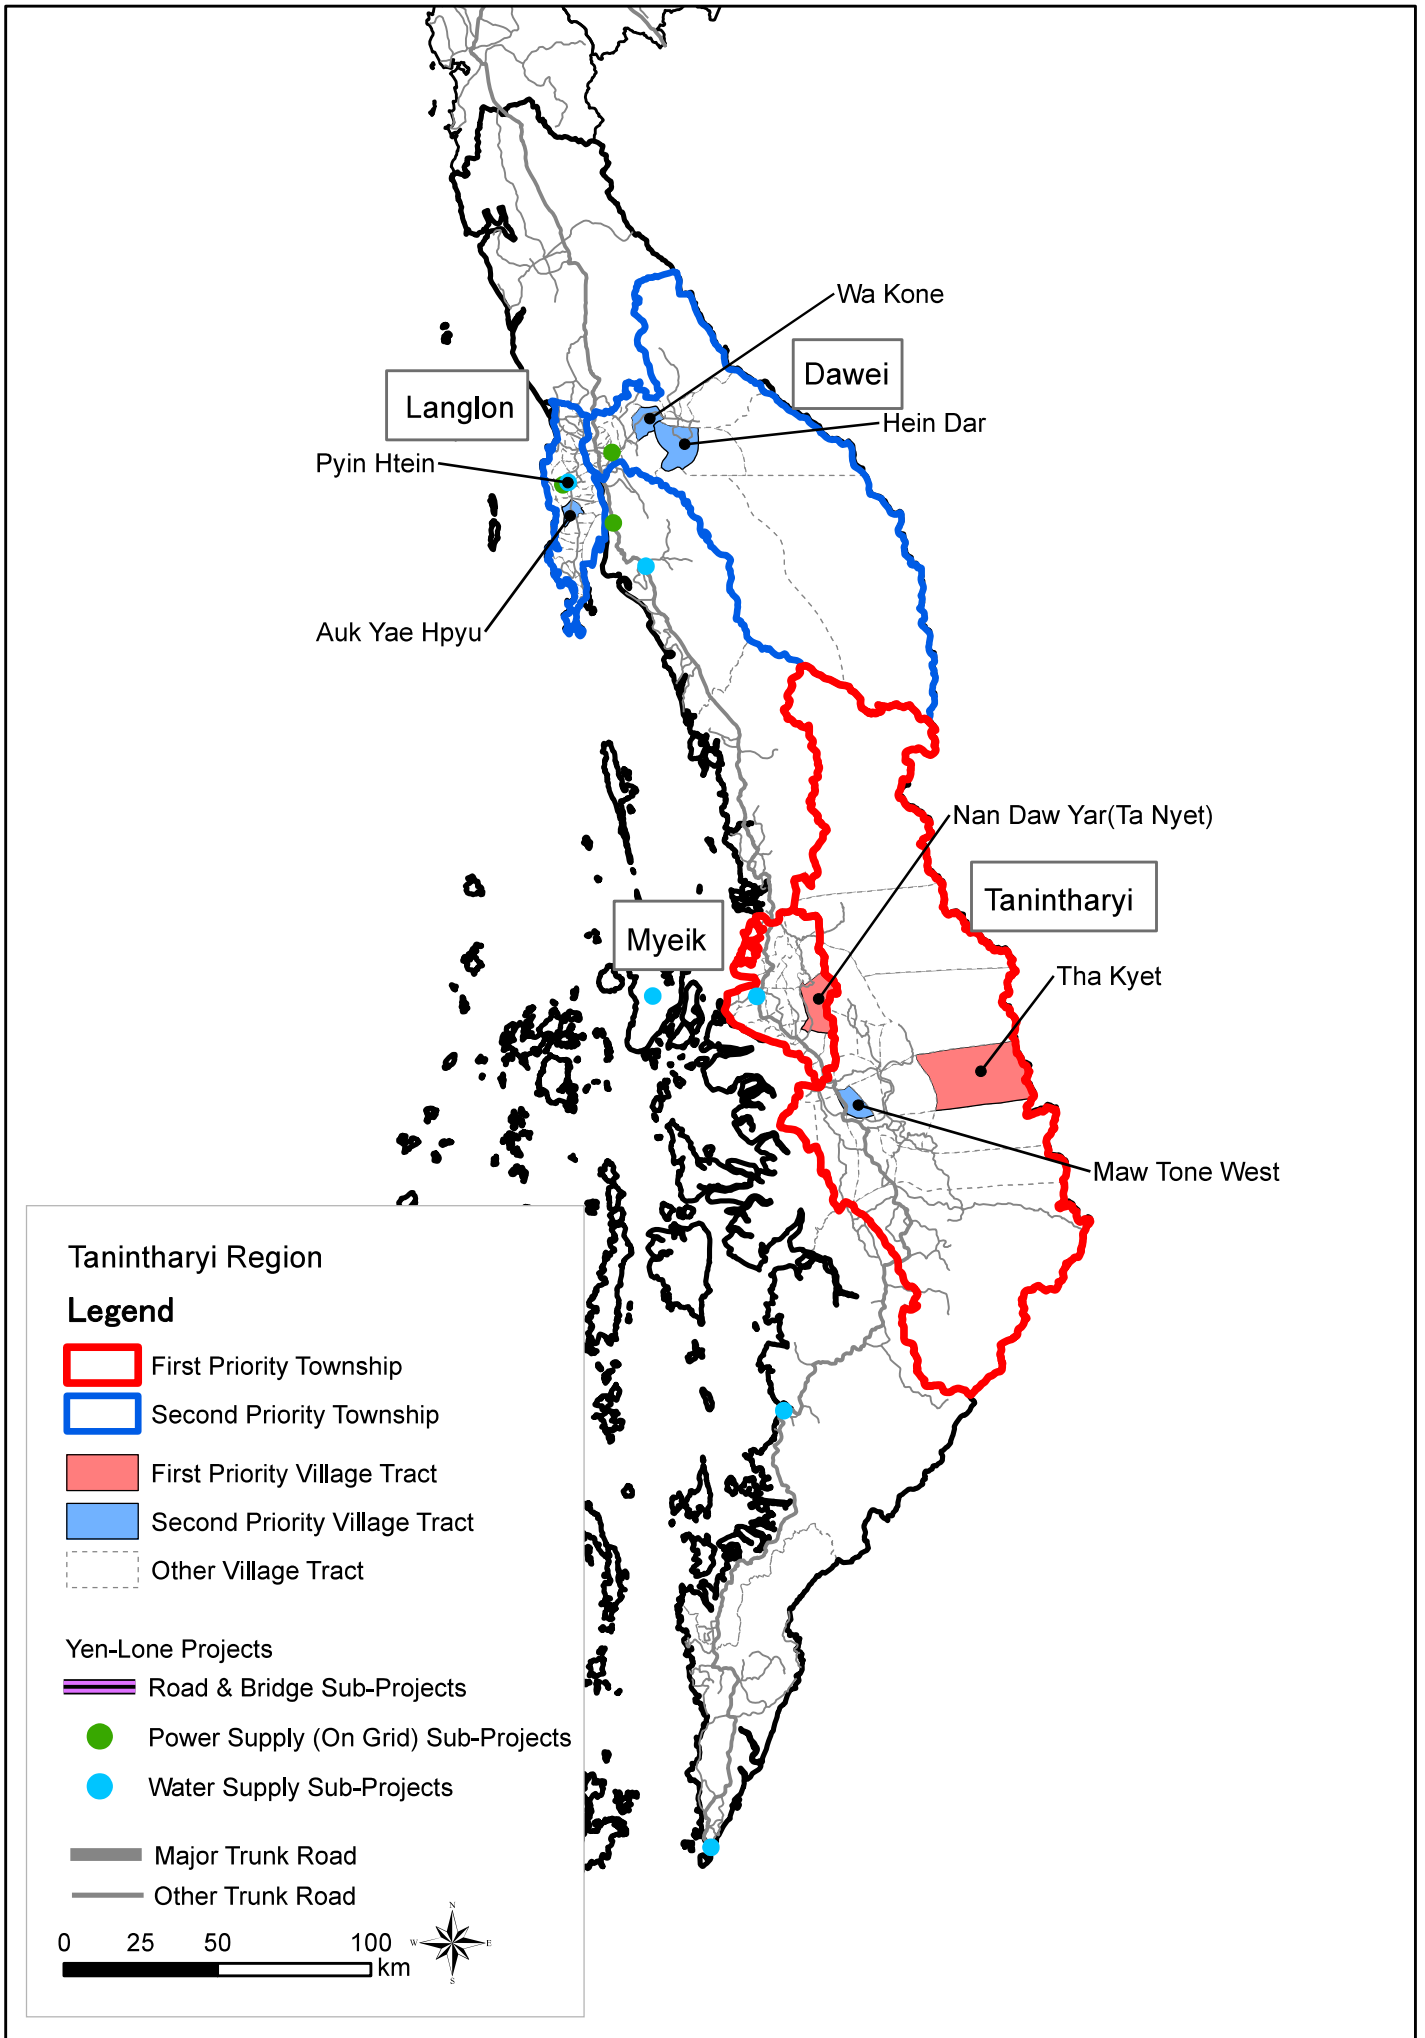 Wa Kone
Dawei
Langlon
Hein Dar
Pyin Htein
Auk Yae Hpyu
Nan Daw Yar(Ta Nyet)
Tanintharyi
Myeik
Tha Kyet
Maw Tone West
Tanintharyi Region
Legend
First Priority Township
Second Priority Township
First Priority Village Tract
Second Priority Village Tract
Other Village Tract
Yen-Lone Projects
Road & Bridge Sub-Projects
Power Supply (On Grid) Sub-Projects
Water Supply Sub-Projects
Major Trunk Road
Other Trunk Road
0 25 50 100
km
N
W E
S